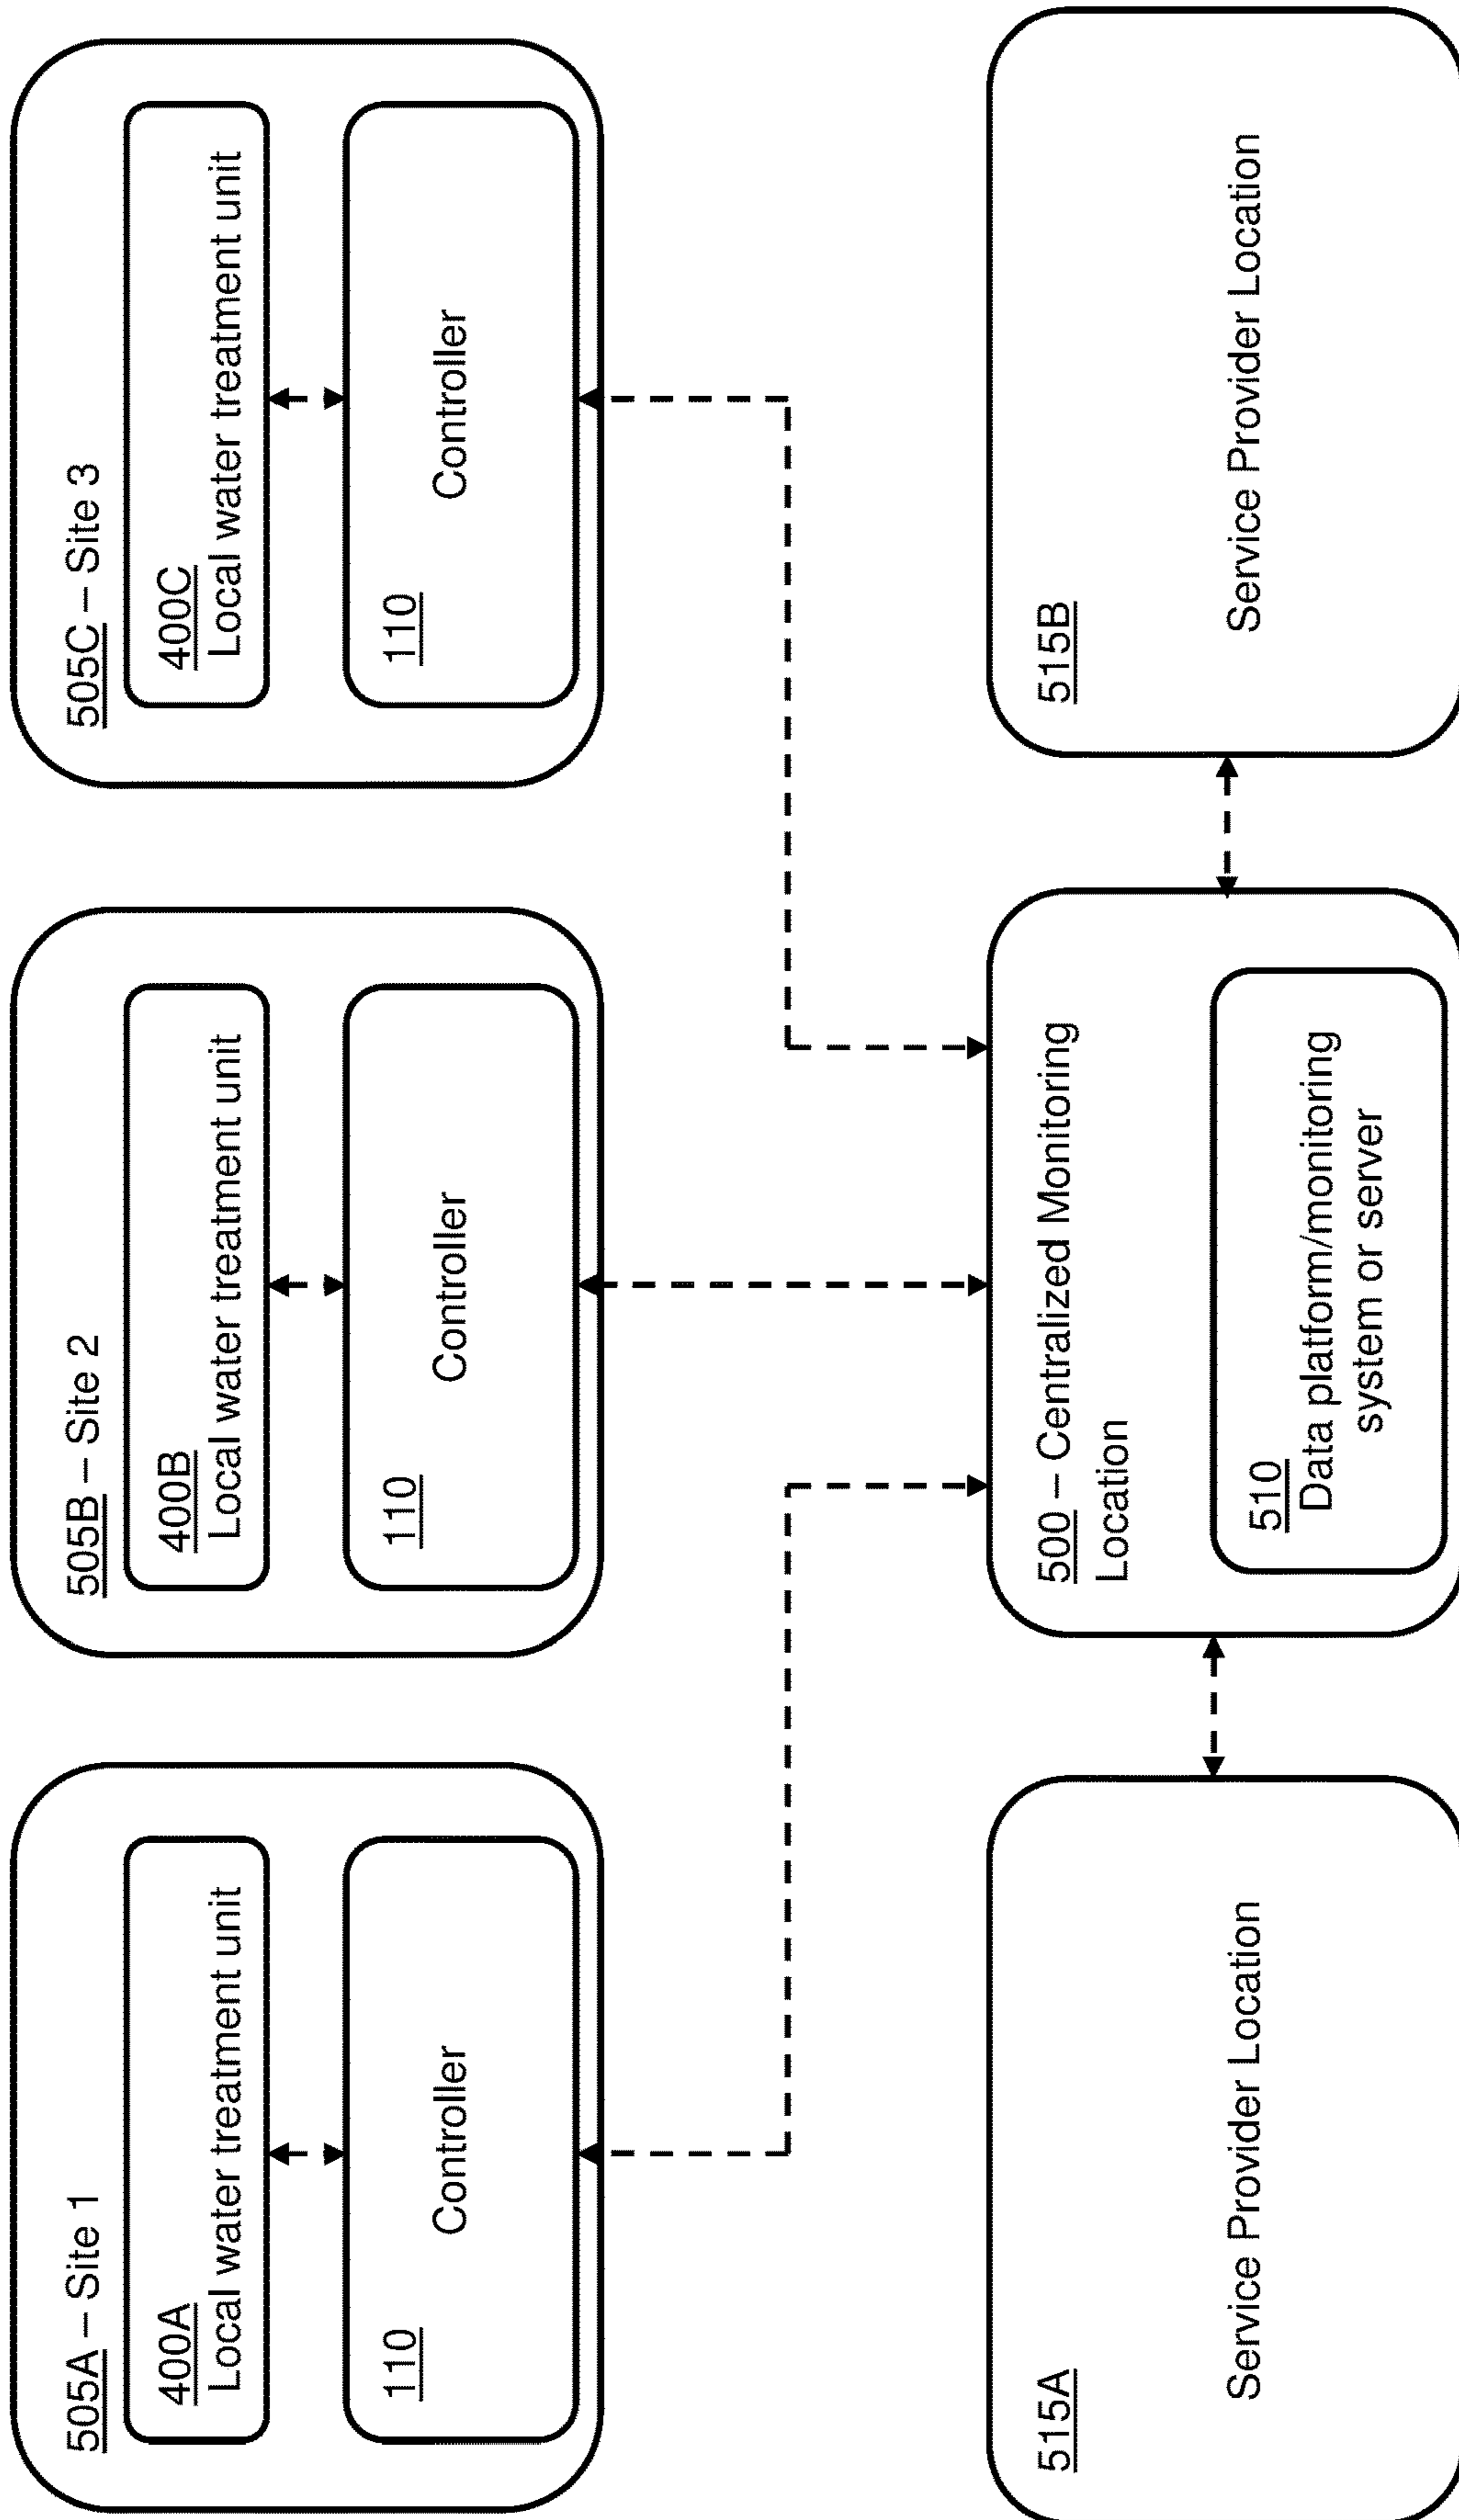 505A – Site 1
400A
Local water treatment unit
110
Controller
505B – Site 2
400B
Local water treatment unit
110
Controller
505C – Site 3
400C
Local water treatment unit
110
Controller
515A
Service Provider Location
500 – Centralized Monitoring
Location
510
Data platform/monitoring
system or server
515B
Service Provider Location